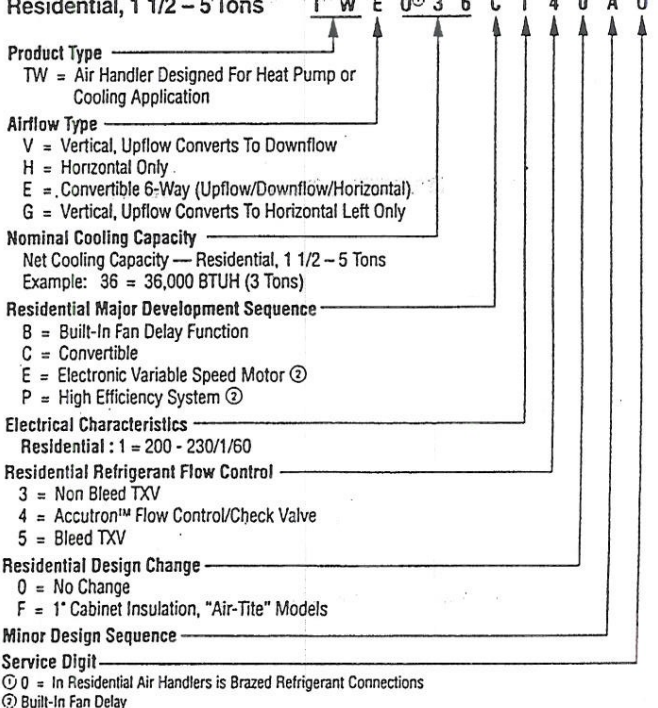 Residential, 1 1/2 – 5 Tons T W E 0① 3 6 C 1 4 0 A 0
Product Type
TW = Air Handler Designed For Heat Pump or
Cooling Application
Airflow Type
V = Vertical, Upflow Converts To Downflow
H = Horizontal Only
E = Convertible 6-Way (Upflow/Downflow/Horizontal)
G = Vertical, Upflow Converts To Horizontal Left Only
Nominal Cooling Capacity
Net Cooling Capacity — Residential, 1 1/2 – 5 Tons
Example: 36 = 36,000 BTUH (3 Tons)
Residential Major Development Sequence
B = Built-In Fan Delay Function
C = Convertible
E = Electronic Variable Speed Motor ②
P = High Efficiency System ②
Electrical Characteristics
Residential : 1 = 200 - 230/1/60
Residential Refrigerant Flow Control
3 = Non Bleed TXV
4 = Accutron™ Flow Control/Check Valve
5 = Bleed TXV
Residential Design Change
0 = No Change
F = 1" Cabinet Insulation, "Air-Tite" Models
Minor Design Sequence
Service Digit
① 0 = In Residential Air Handlers is Brazed Refrigerant Connections
② Built-In Fan Delay